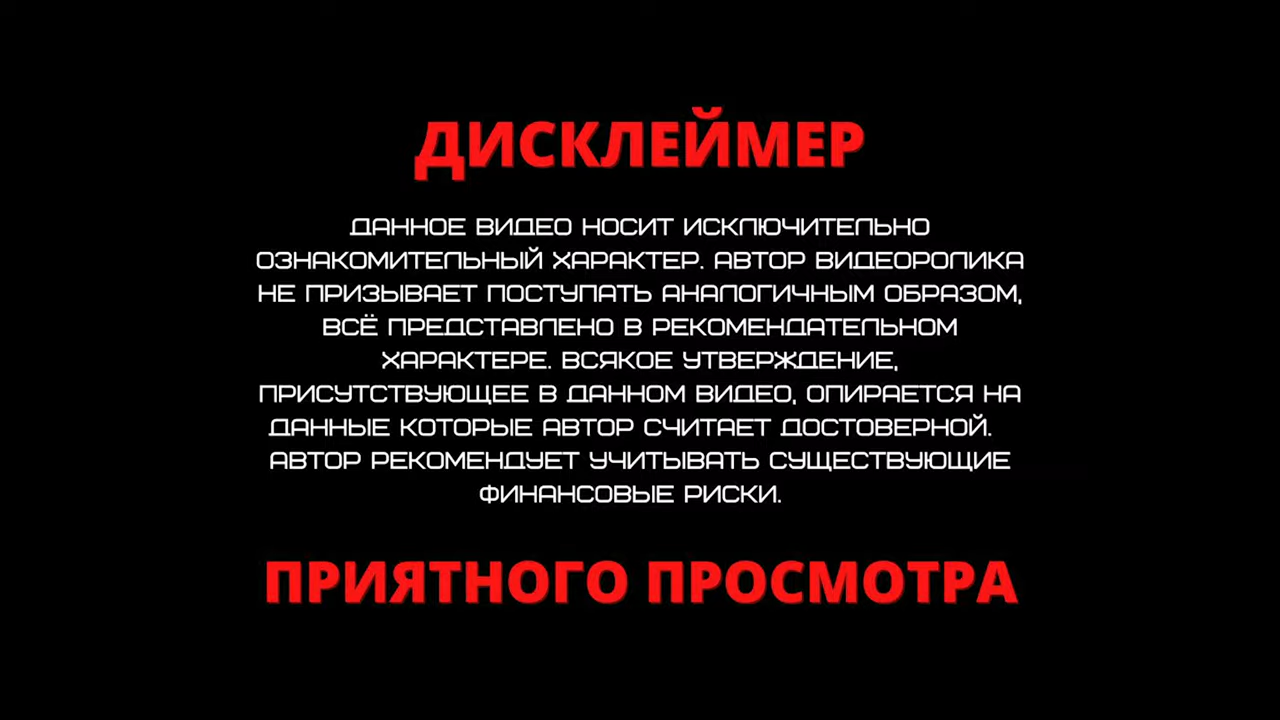 ДИСКЛЕЙМЕР
ДАННОЕ ВИДЕО НОСИТ ИСКЛЮЧИТЕЛЬНО
ОЗНАКОМИТЕЛЬНЫЙ ХАРАКТЕР. АВТОР ВИДЕОРОЛИКА
НЕ ПРИЗЫВАЕТ ПОСТУПАТЬ АНАЛОГИЧНЫМ ОБРАЗОМ,
ВСЁ ПРЕДСТАВЛЕНО В РЕКОМЕНДАТЕЛЬНОМ
ХАРАКТЕРЕ. ВСЯКОЕ УТВЕРЖДЕНИЕ,
ПРИСУТСТВУЮЩЕЕ В ДАННОМ ВИДЕО, ОПИРАЕТСЯ НА
ДАННЫЕ КОТОРЫЕ АВТОР СЧИТАЕТ ДОСТОВЕРНОЙ.
АВТОР РЕКОМЕНДУЕТ УЧИТЫВАТЬ СУЩЕСТВУЮЩИЕ
ФИНАНСОВЫЕ РИСКИ.
ПРИЯТНОГО ПРОСМОТРА